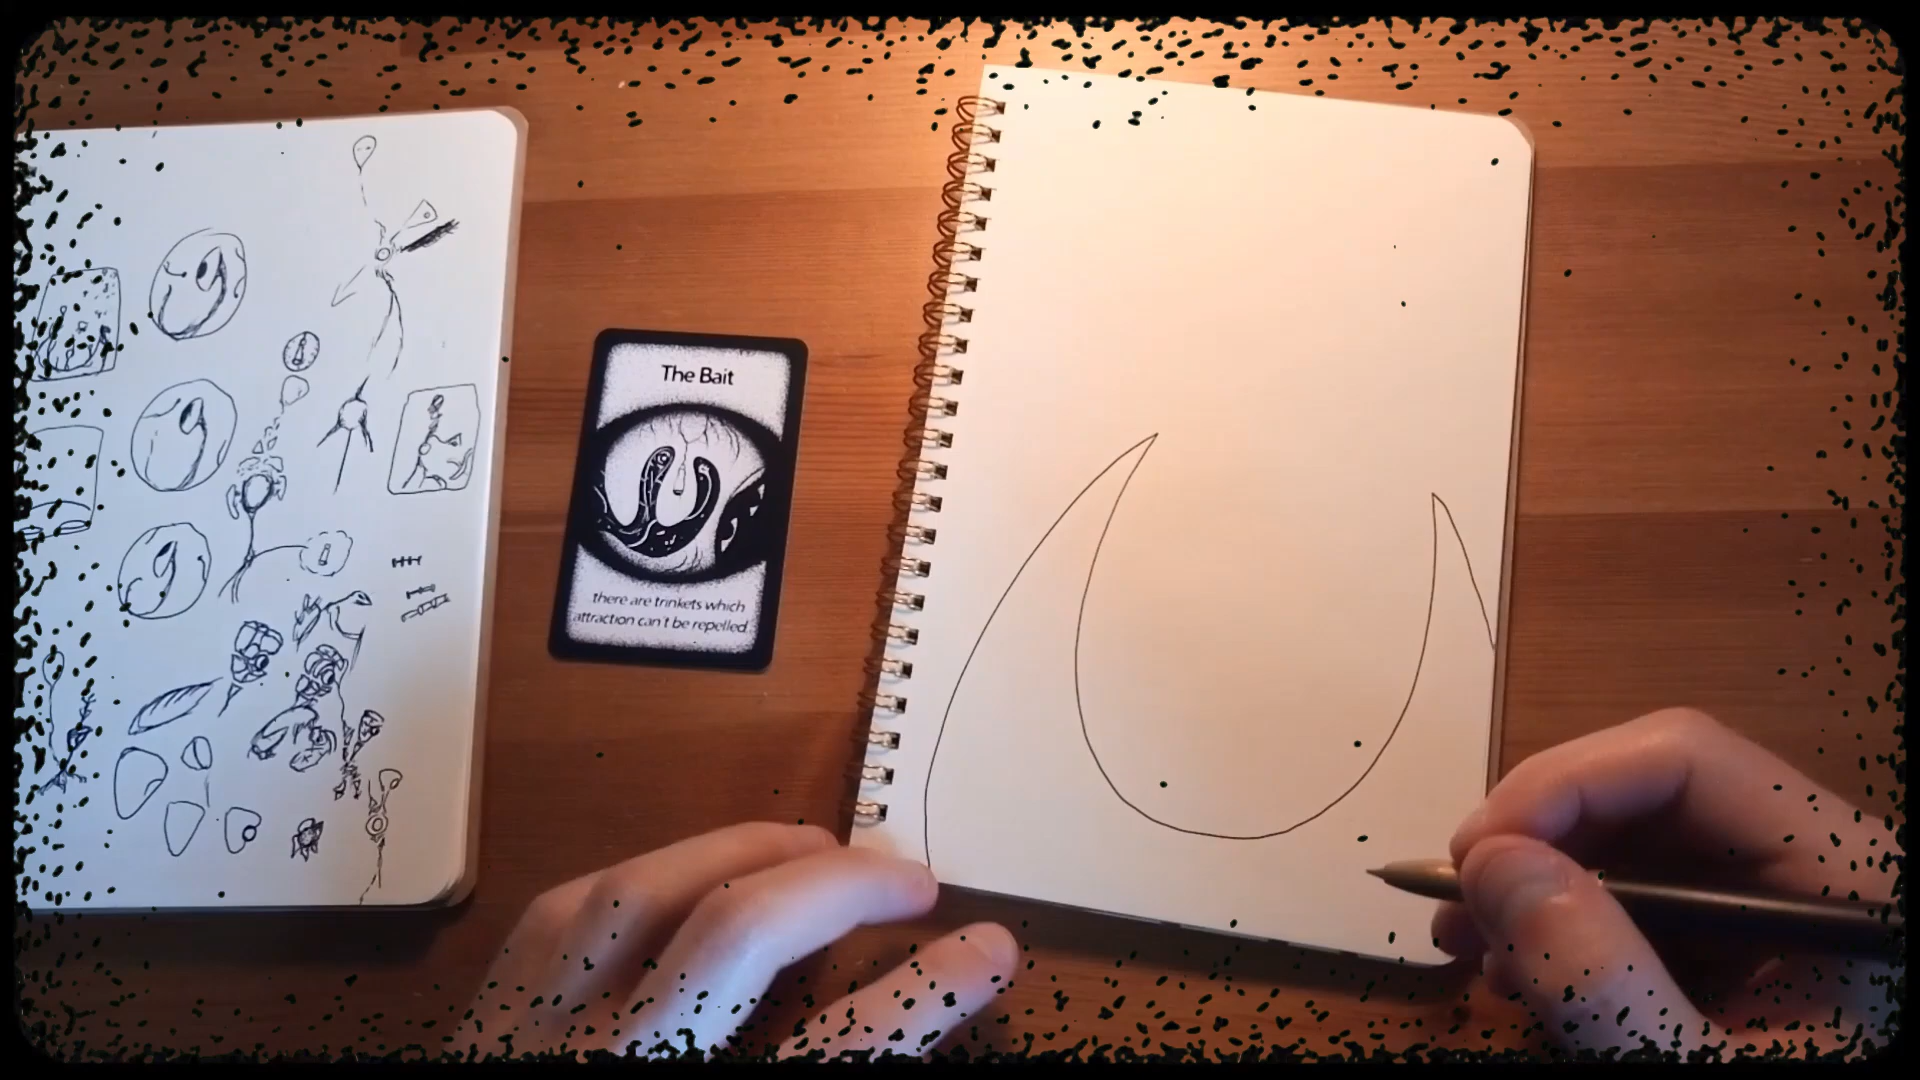 The Bait
there are trinkets which
attraction can't be repelled.